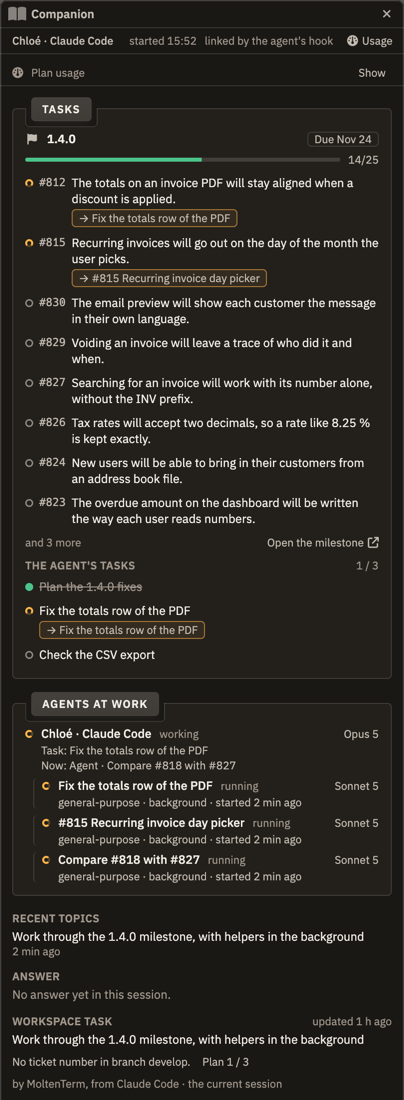 Companion
Chloé · Claude Code started 15:52 linked by the agent's hook Usage
Plan usage Show
TASKS
1.4.0 Due Nov 24
14/25
#812 The totals on an invoice PDF will stay aligned when a
discount is applied.
→ Fix the totals row of the PDF
#815 Recurring invoices will go out on the day of the month the
user picks.
→ #815 Recurring invoice day picker
#830 The email preview will show each customer the message
in their own language.
#829 Voiding an invoice will leave a trace of who did it and
when.
#827 Searching for an invoice will work with its number alone,
without the INV prefix.
#826 Tax rates will accept two decimals, so a rate like 8.25 %
is kept exactly.
#824 New users will be able to bring in their customers from
an address book file.
#823 The overdue amount on the dashboard will be written
the way each user reads numbers.
and 3 more Open the milestone
THE AGENT'S TASKS 1 / 3
Plan the 1.4.0 fixes
Fix the totals row of the PDF
→ Fix the totals row of the PDF
Check the CSV export
AGENTS AT WORK
Chloé · Claude Code working Opus 5
Task: Fix the totals row of the PDF
Now: Agent · Compare #818 with #827
Fix the totals row of the PDF running Sonnet 5
general-purpose · background · started 2 min ago
#815 Recurring invoice day picker running Sonnet 5
general-purpose · background · started 2 min ago
Compare #818 with #827 running Sonnet 5
general-purpose · background · started 2 min ago
RECENT TOPICS
Work through the 1.4.0 milestone, with helpers in the background
2 min ago
ANSWER
No answer yet in this session.
WORKSPACE TASK updated 1 h ago
Work through the 1.4.0 milestone, with helpers in the background
No ticket number in branch develop. Plan 1 / 3
by MoltenTerm, from Claude Code · the current session